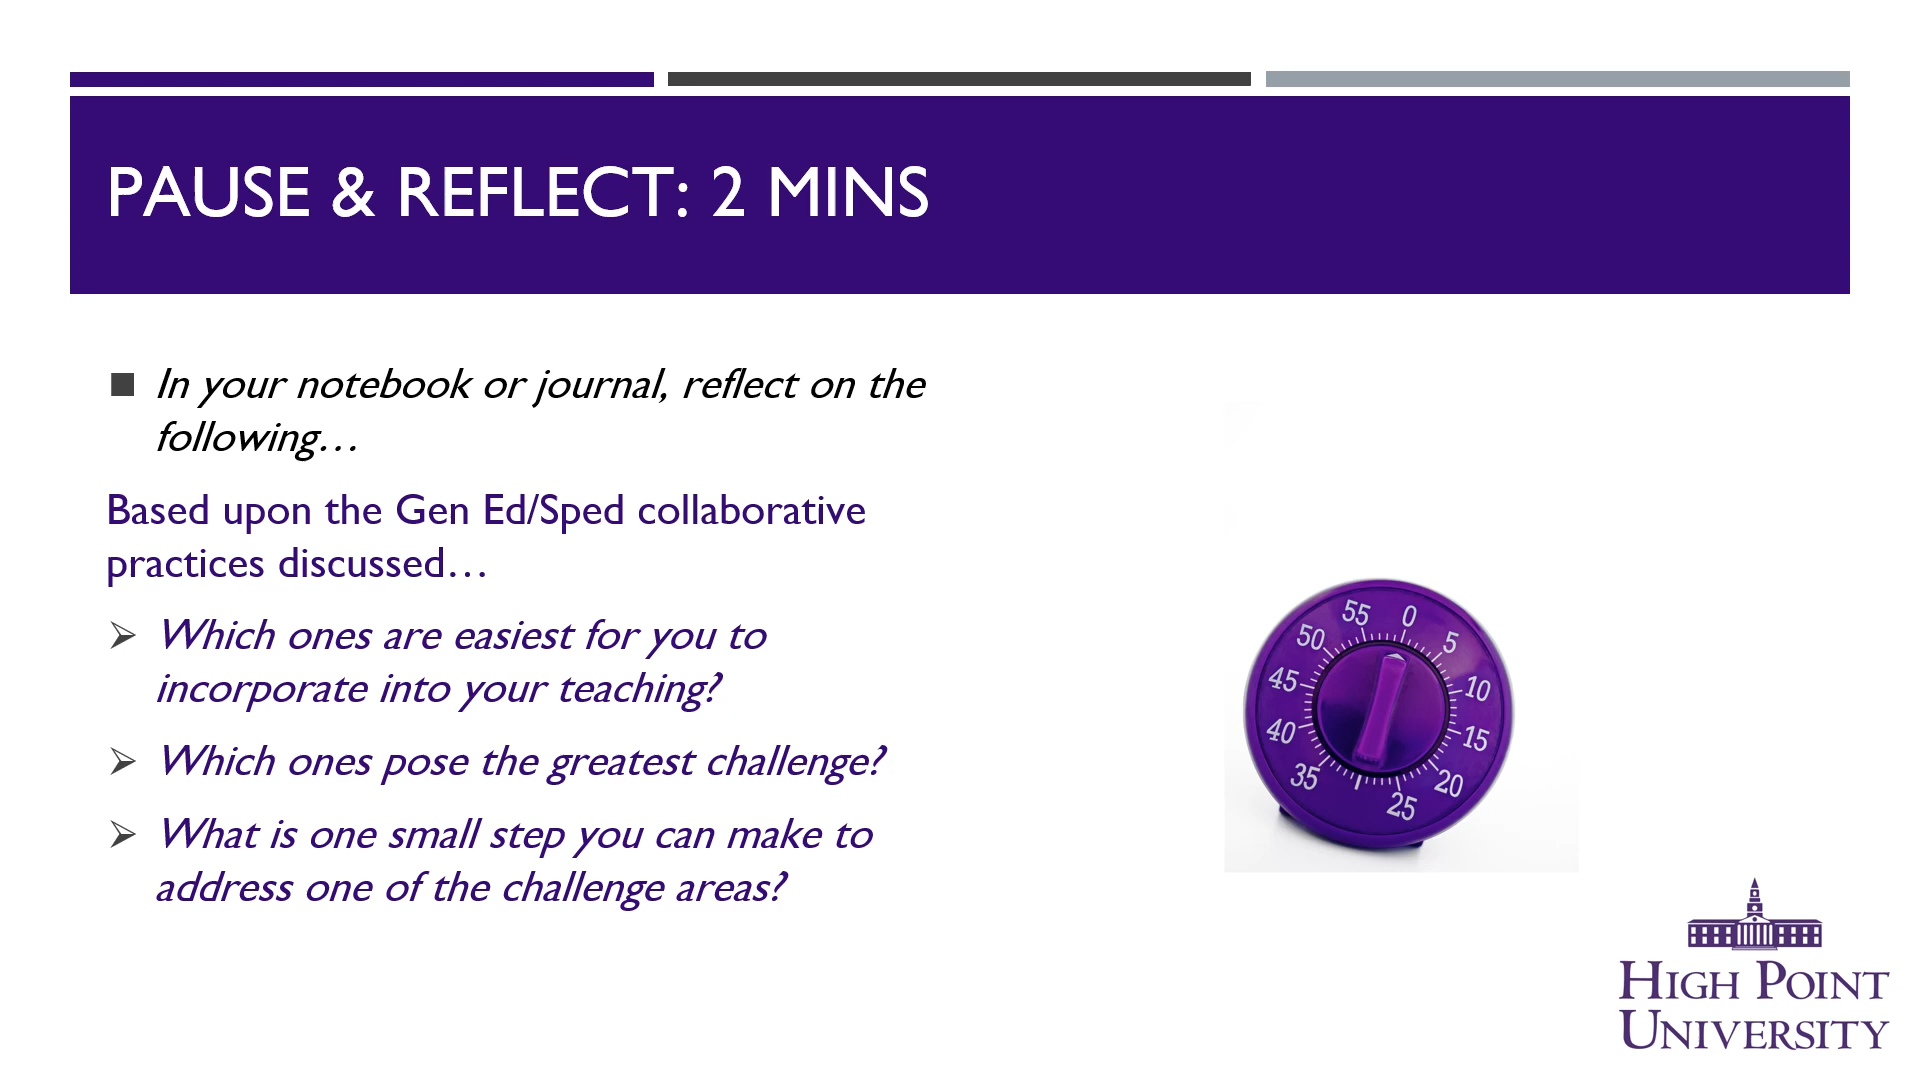 PAUSE & REFLECT: 2 MINS
In your notebook or journal, reflect on the
following…
Based upon the Gen Ed/Sped collaborative
practices discussed…
Which ones are easiest for you to
incorporate into your teaching?
Which ones pose the greatest challenge?
What is one small step you can make to
address one of the challenge areas?
0
5
10
15
20
25
35
40
45
50
55
HIGH POINT
UNIVERSITY